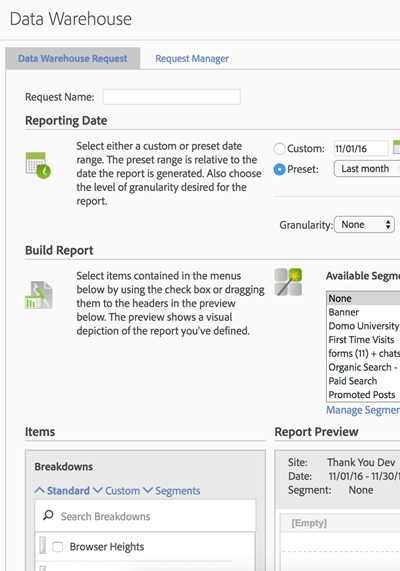 Data Warehouse
Data Warehouse Request
Request Manager
Request Name:
Reporting Date
Select either a custom or preset date
range. The preset range is relative to the
date the report is generated. Also choose
the level of granularity desired for the
report.
Custom: 11/01/16
Preset: Last month
Granularity: None
Build Report
Select items contained in the menus
below by using the check box or dragging
them to the headers in the preview
below. The preview shows a visual
depiction of the report you've defined.
Available Segme
None
Banner
Domo University
First Time Visits
forms (11) + chats
Organic Search -
Paid Search
Promoted Posts
Manage Segmen
Items
Breakdowns
Standard Custom Segments
Search Breakdowns
Browser Heights
Report Preview
Site: Thank You Dev
Date: 11/01/16 - 11/30/1
Segment: None
[Empty]